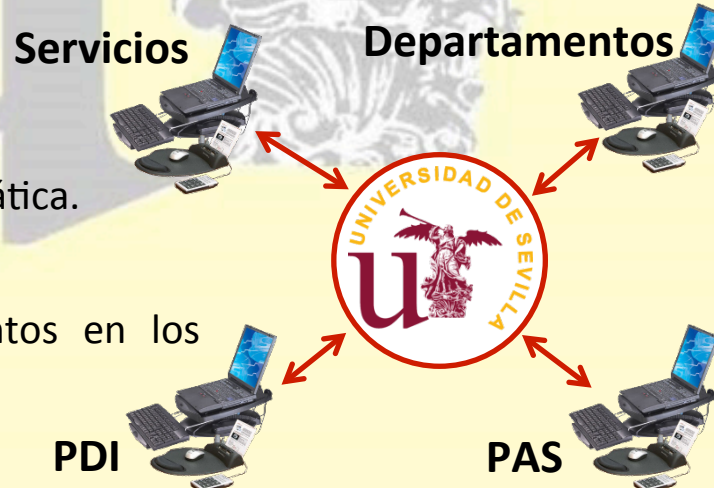 Servicios
Departamentos
ática.
UNIVERSIDAD DE SEVILLA
u
ntos en los
PDI
PAS